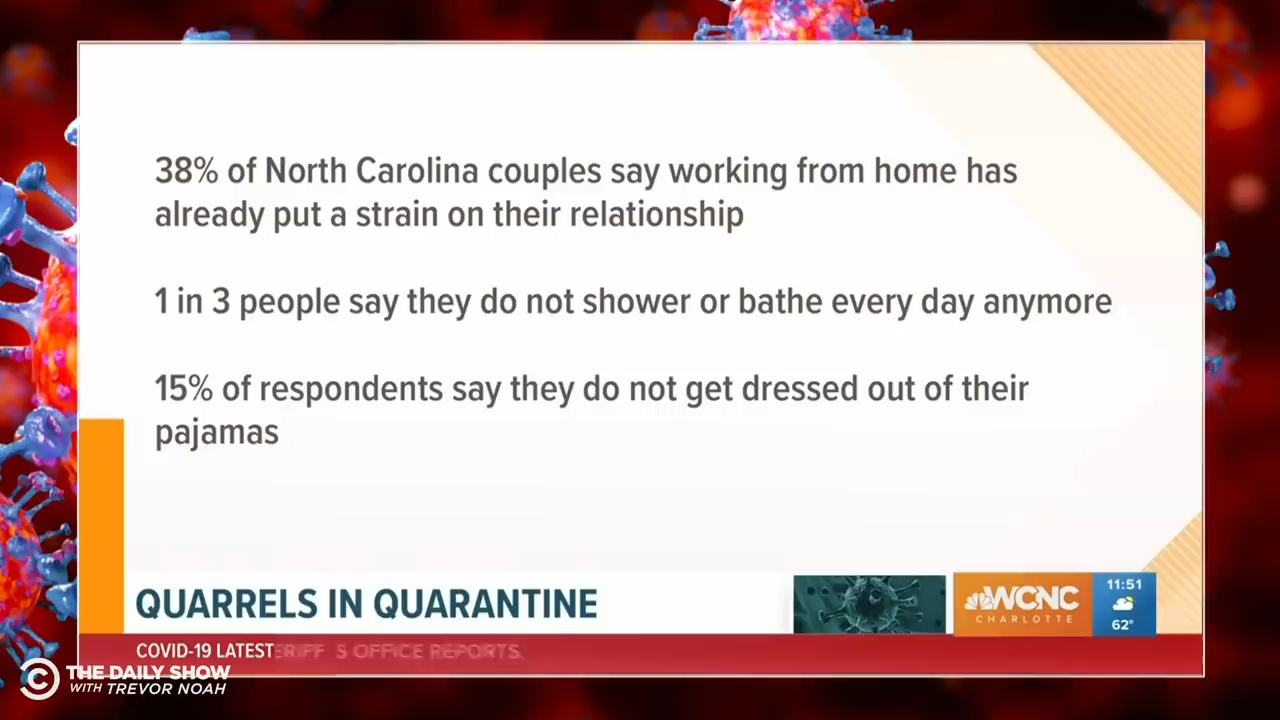 38% of North Carolina couples say working from home has
already put a strain on their relationship
1 in 3 people say they do not shower or bathe every day anymore
15% of respondents say they do not get dressed out of their
pajamas
QUARRELS IN QUARANTINE
WCNC
CHARLOTTE
11:51
62°
COVID-19 LATEST
S OFFICE REPORTS.
THE DAILY SHOW
WITH TREVOR NOAH